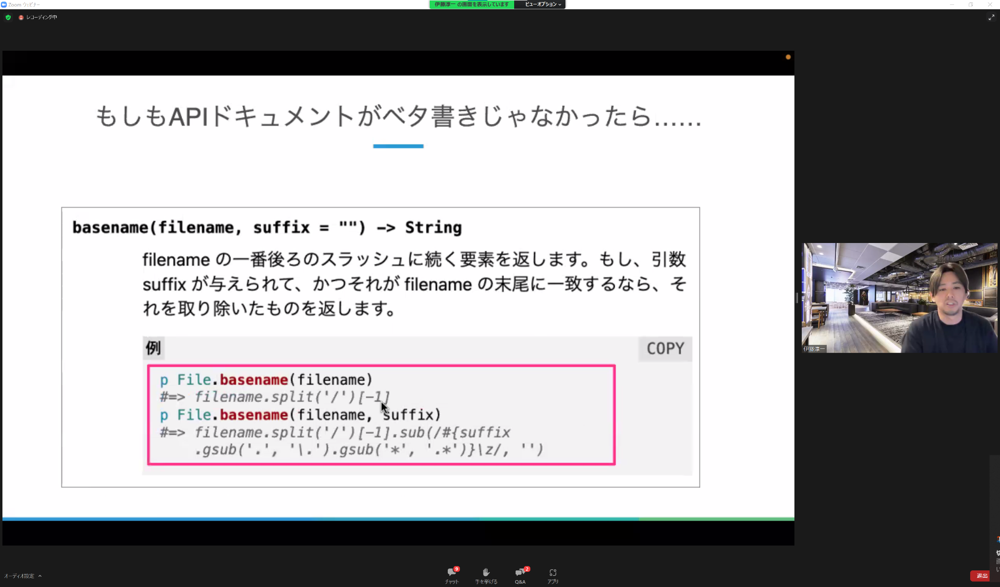 Zoom ウェビナー
伊藤淳一 の画面を表示しています
ビューオプション
レコーディング中
もしもAPIドキュメントがベタ書きじゃなかったら……
basename(filename, suffix = "") -> String
filename の一番後ろのスラッシュに続く要素を返します。もし、引数
suffix が与えられて、かつそれが filename の末尾に一致するなら、そ
れを取り除いたものを返します。
例
COPY
p File.basename(filename)
#=> filename.split('/')[-1]
p File.basename(filename, suffix)
#=> filename.split('/')[-1].sub(/#{suffix
.gsub('.', '\.').gsub('*', '.*')}\z/, '')
伊藤淳一
オーディオ設定
9
チャット
手を挙げる
2
Q&A
アプリ
退出